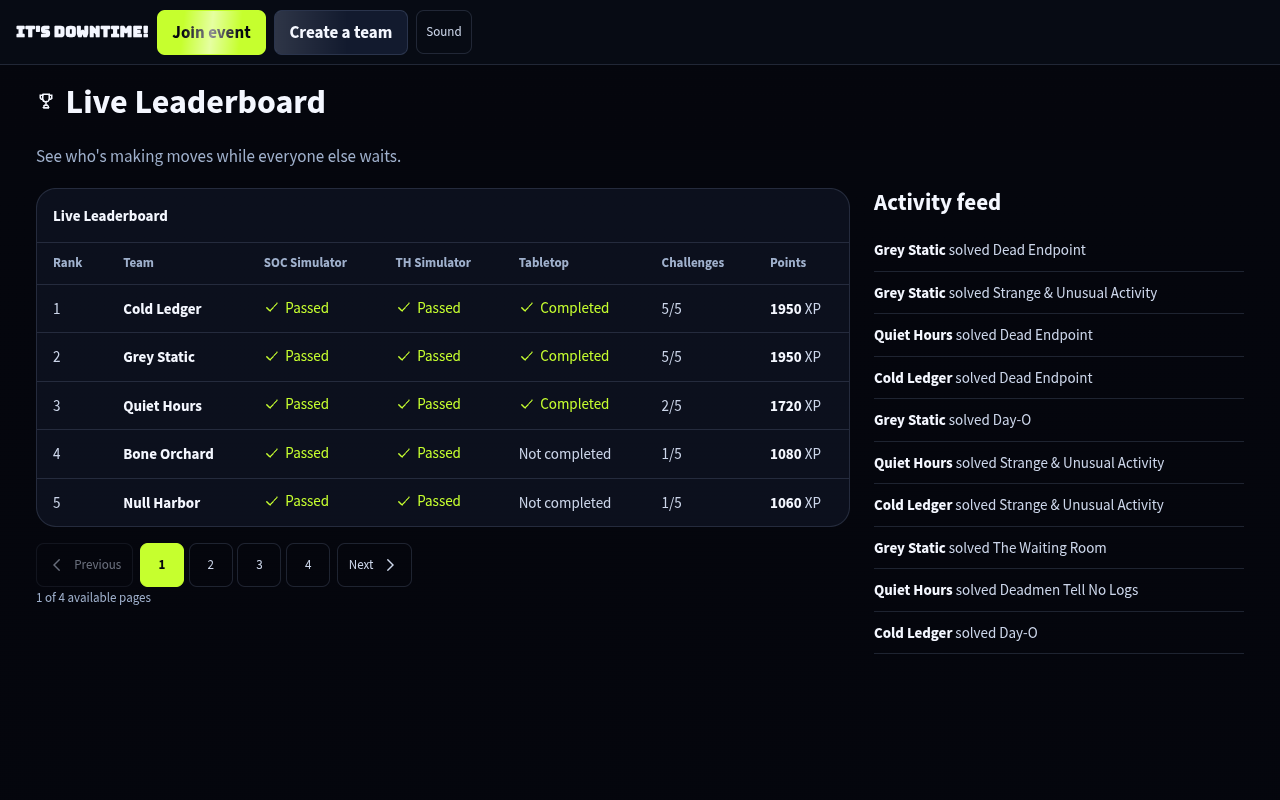 IT'S DOWNTIME! Join event Create a team Sound
Live Leaderboard
See who's making moves while everyone else waits.
Live Leaderboard
Rank Team SOC Simulator TH Simulator Tabletop Challenges Points
1 Cold Ledger Passed Passed Completed 5/5 1950 XP
2 Grey Static Passed Passed Completed 5/5 1950 XP
3 Quiet Hours Passed Passed Completed 2/5 1720 XP
4 Bone Orchard Passed Passed Not completed 1/5 1080 XP
5 Null Harbor Passed Passed Not completed 1/5 1060 XP
Previous 1 2 3 4 Next
1 of 4 available pages
Activity feed
Grey Static solved Dead Endpoint
Grey Static solved Strange & Unusual Activity
Quiet Hours solved Dead Endpoint
Cold Ledger solved Dead Endpoint
Grey Static solved Day-O
Quiet Hours solved Strange & Unusual Activity
Cold Ledger solved Strange & Unusual Activity
Grey Static solved The Waiting Room
Quiet Hours solved Deadmen Tell No Logs
Cold Ledger solved Day-O